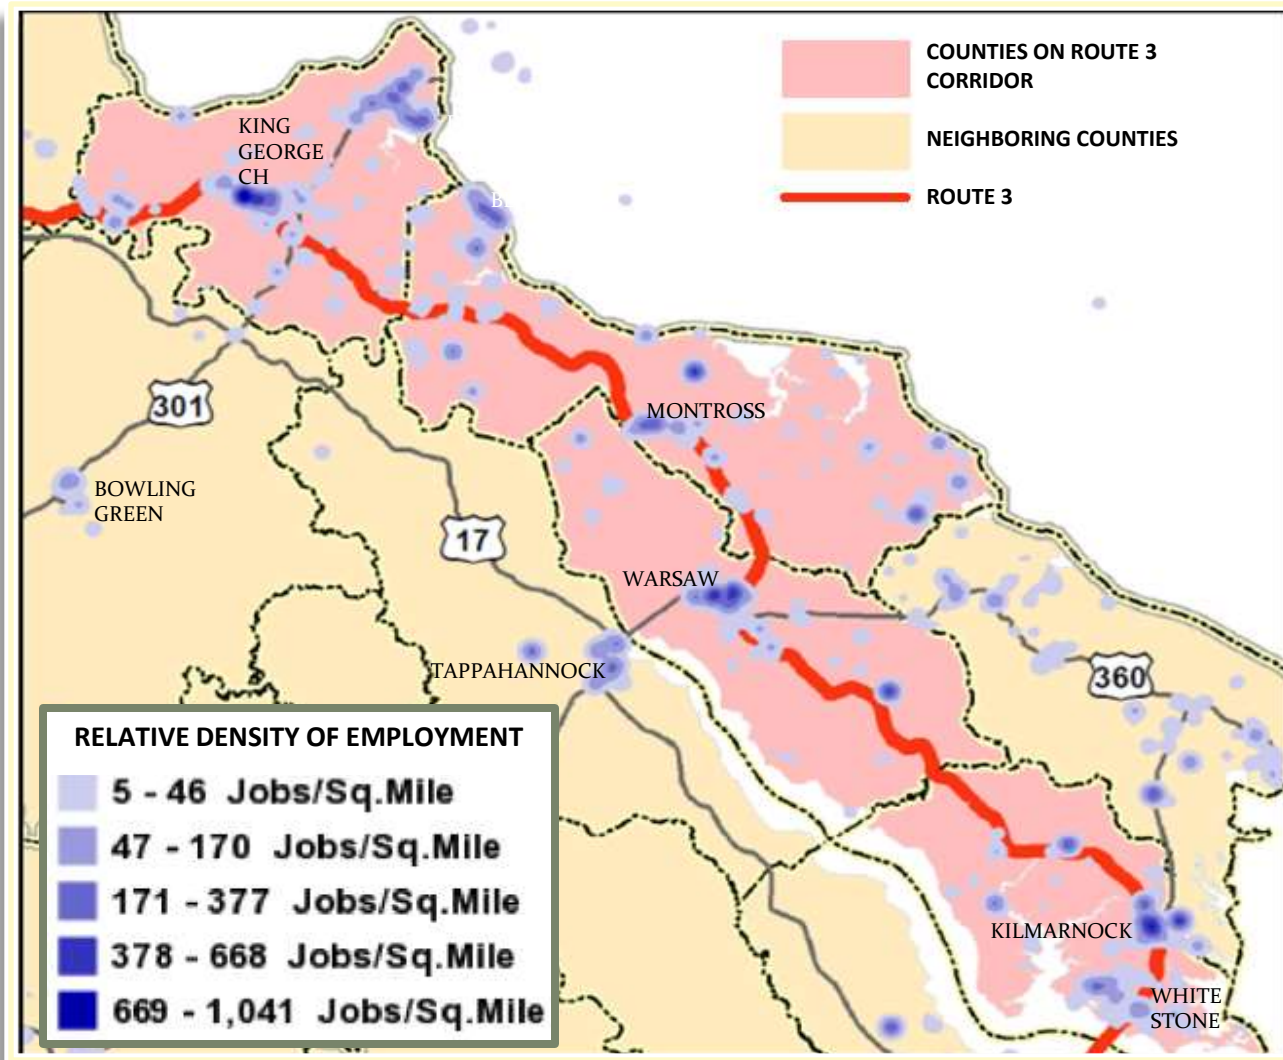 COUNTIES ON ROUTE 3
CORRIDOR
NEIGHBORING COUNTIES
ROUTE 3
KING
GEORGE
CH
MONTROSS
301
BOWLING
GREEN
17
WARSAW
TAPPAHANNOCK
360
RELATIVE DENSITY OF EMPLOYMENT
5 - 46 Jobs/Sq.Mile
47 - 170 Jobs/Sq.Mile
171 - 377 Jobs/Sq.Mile
378 - 668 Jobs/Sq.Mile
669 - 1,041 Jobs/Sq.Mile
KILMARNOCK
WHITE
STONE